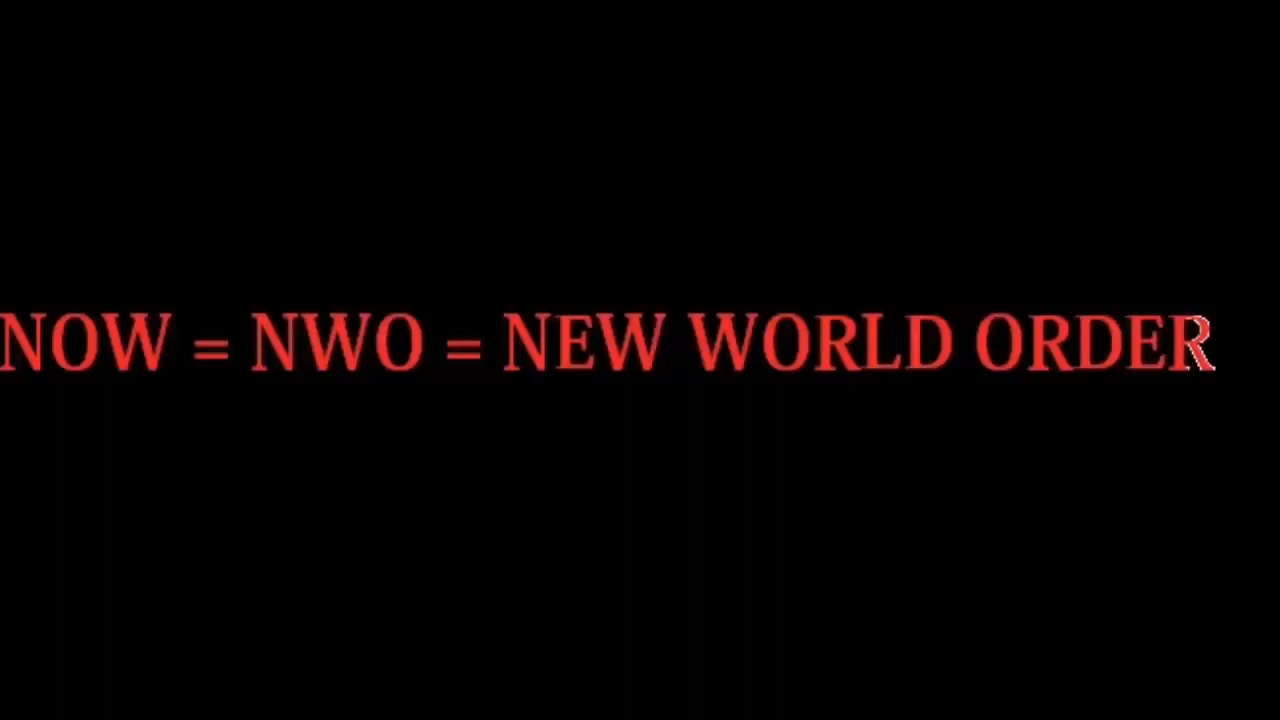 NOW = NWO = NEW WORLD ORDER